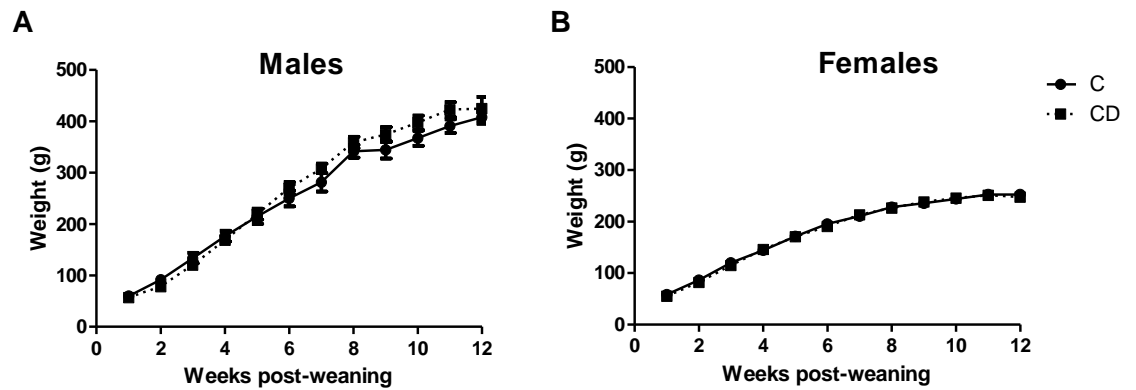 A
Males
500
400
300
200
100
0
Weight (g)
0 2 4 6 8 10 12
Weeks post-weaning
B
Females
500
400
300
200
100
0
Weight (g)
0 2 4 6 8 10 12
Weeks post-weaning
C
CD